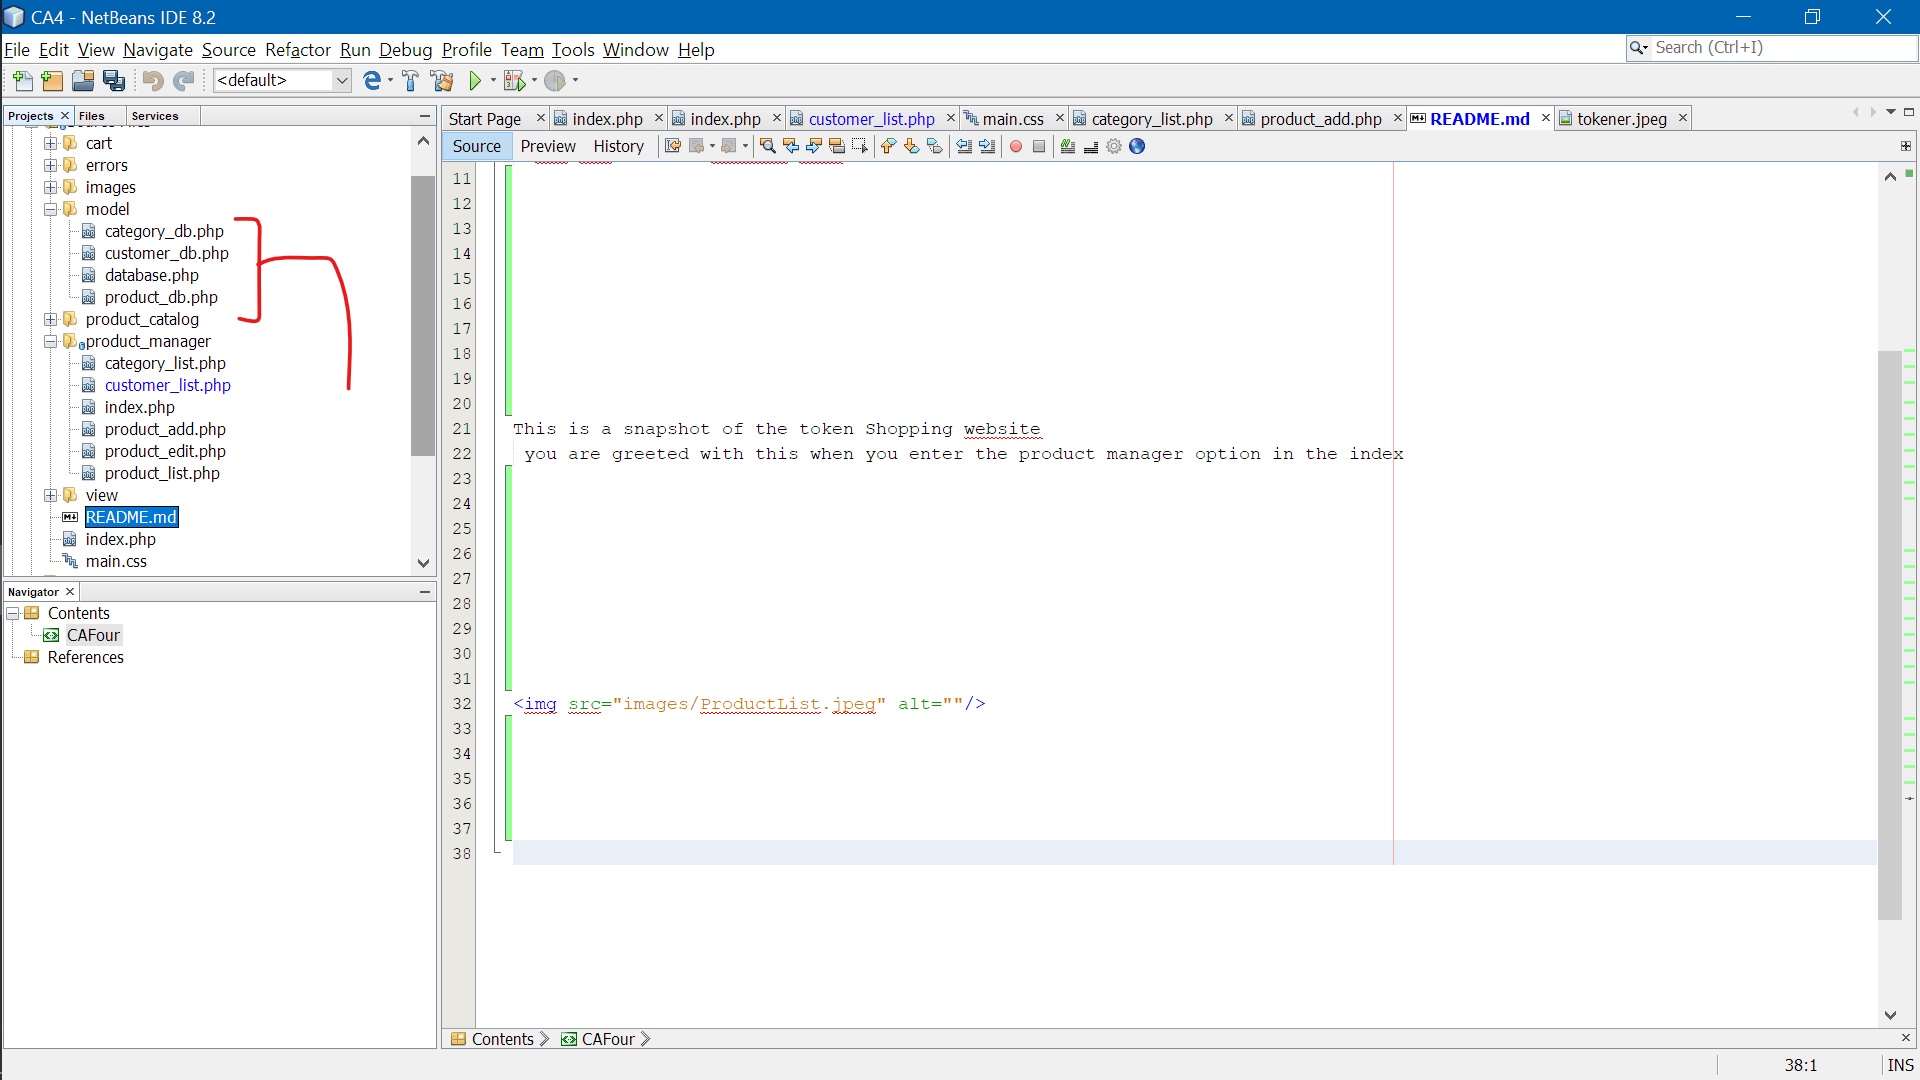 CA4 - NetBeans IDE 8.2
File Edit View Navigate Source Refactor Run Debug Profile Team Tools Window Help
Search (Ctrl+I)
<default>
Projects Files Services
cart
errors
images
model
category_db.php
customer_db.php
database.php
product_db.php
product_catalog
product_manager
category_list.php
customer_list.php
index.php
product_add.php
product_edit.php
product_list.php
view
README.md
index.php
main.css
Navigator
Contents
CAFour
References
Start Page index.php index.php customer_list.php main.css category_list.php product_add.php README.md tokener.jpeg
Source Preview History
11
12
13
14
15
16
17
18
19
20
21 This is a snapshot of the token Shopping website
22 you are greeted with this when you enter the product manager option in the index
23
24
25
26
27
28
29
30
31
32 <img src="images/ProductList.jpeg" alt=""/>
33
34
35
36
37
38
Contents CAFour
38:1 INS